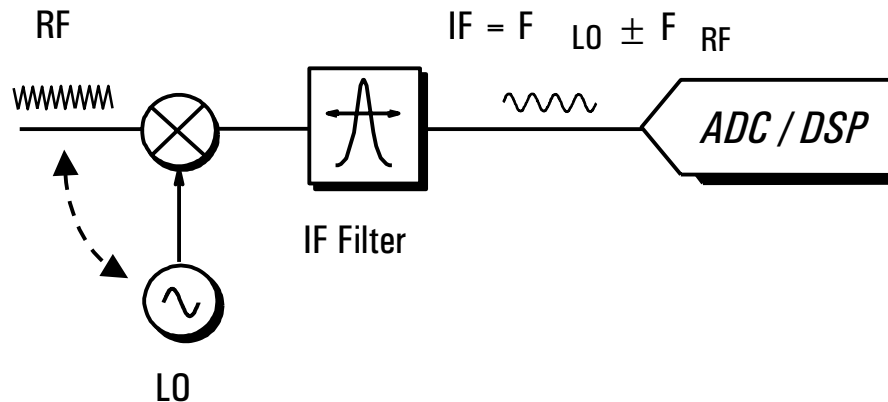 RF
IF = F LO ± F RF
ADC / DSP
IF Filter
LO